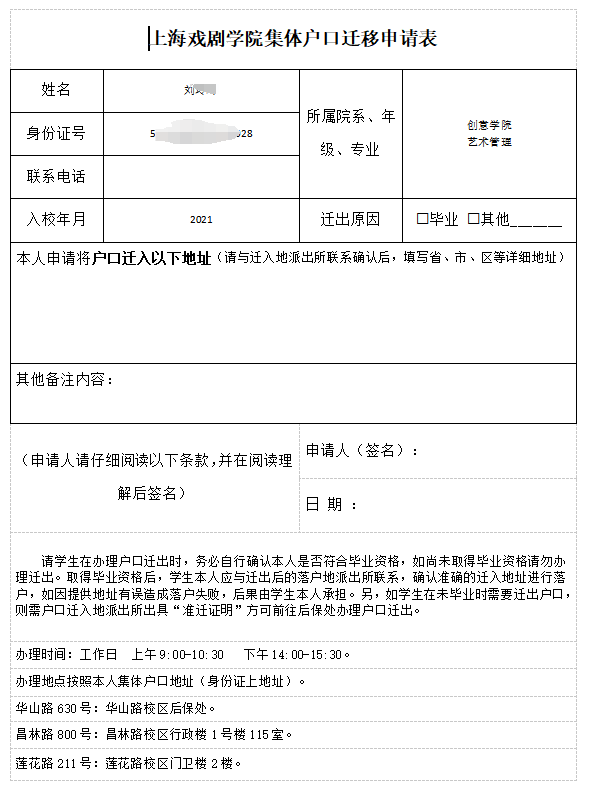 上海戏剧学院集体户口迁移申请表
姓名
刘
所属院系、年
级、专业
创意学院
艺术管理
身份证号
5
928
联系电话
入校年月
2021
迁出原因
□毕业 □其他_______
本人申请将户口迁入以下地址（请与迁入地派出所联系确认后，填写省、市、区等详细地址）
其他备注内容：
（申请人请仔细阅读以下条款，并在阅读理
解后签名）
申请人（签名）：
日 期 ：
请学生在办理户口迁出时，务必自行确认本人是否符合毕业资格，如尚未取得毕业资格请勿办
理迁出。取得毕业资格后，学生本人应与迁出后的落户地派出所联系，确认准确的迁入地址进行落
户，如因提供地址有误造成落户失败，后果由学生本人承担。另，如学生在未毕业时需要迁出户口，
则需户口迁入地派出所出具“准迁证明”方可前往后保处办理户口迁出。
办理时间：工作日 上午9:00-10:30 下午14:00-15:30。
办理地点按照本人集体户口地址（身份证上地址）。
华山路630号：华山路校区后保处。
昌林路800号：昌林路校区行政楼1号楼115室。
莲花路211号：莲花路校区门卫楼2楼。